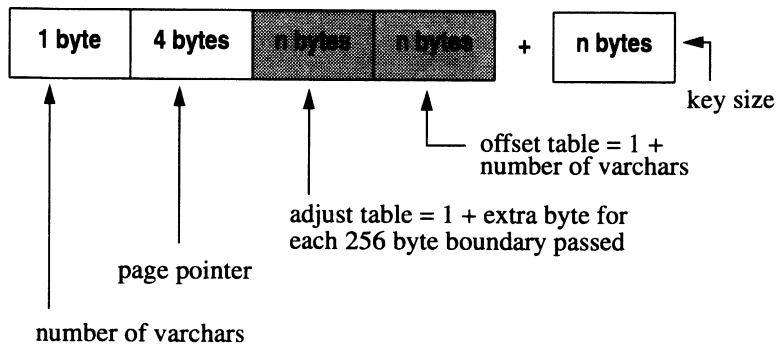 1 byte 4 bytes n bytes n bytes + n bytes
key size
offset table = 1 +
number of varchars
adjust table = 1 + extra byte for
each 256 byte boundary passed
page pointer
number of varchars